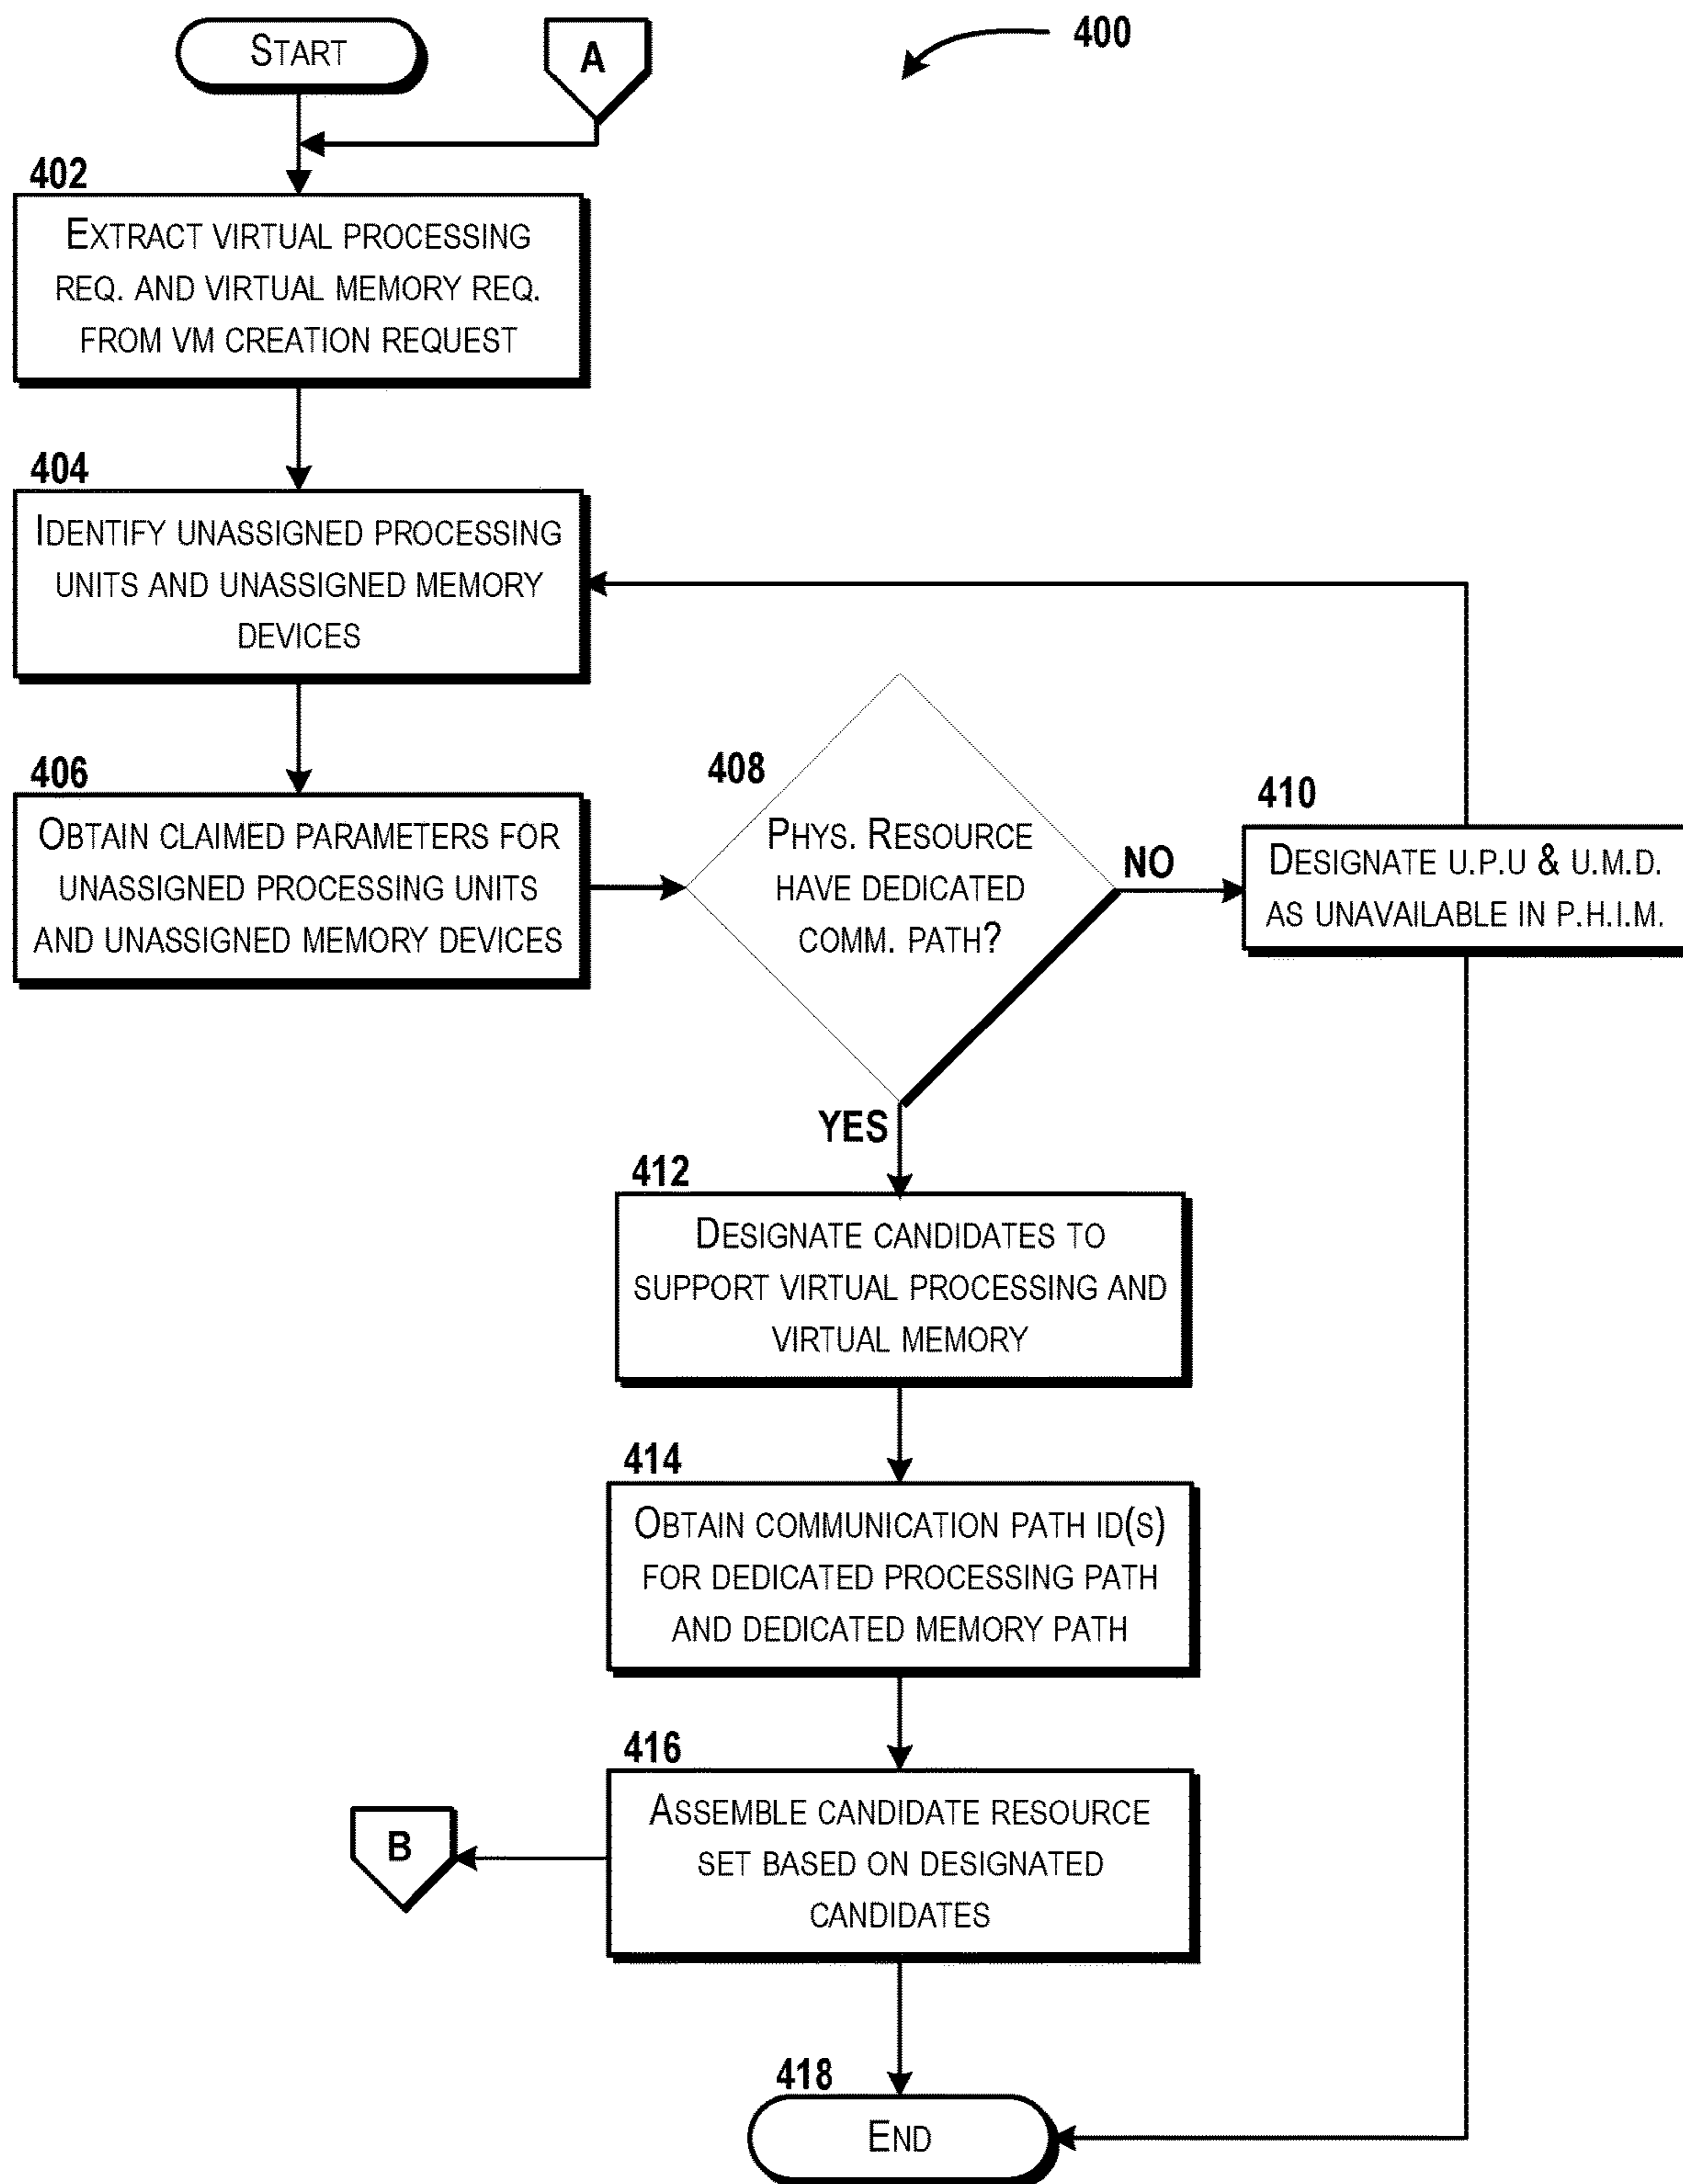 START
A
400
402
EXTRACT VIRTUAL PROCESSING
REQ. AND VIRTUAL MEMORY REQ.
FROM VM CREATION REQUEST
404
IDENTIFY UNASSIGNED PROCESSING
UNITS AND UNASSIGNED MEMORY
DEVICES
406
OBTAIN CLAIMED PARAMETERS FOR
UNASSIGNED PROCESSING UNITS
AND UNASSIGNED MEMORY DEVICES
408
PHYS. RESOURCE
HAVE DEDICATED
COMM. PATH?
NO
410
DESIGNATE U.P.U & U.M.D.
AS UNAVAILABLE IN P.H.I.M.
YES
412
DESIGNATE CANDIDATES TO
SUPPORT VIRTUAL PROCESSING AND
VIRTUAL MEMORY
414
OBTAIN COMMUNICATION PATH ID(S)
FOR DEDICATED PROCESSING PATH
AND DEDICATED MEMORY PATH
416
ASSEMBLE CANDIDATE RESOURCE
SET BASED ON DESIGNATED
CANDIDATES
B
418
END